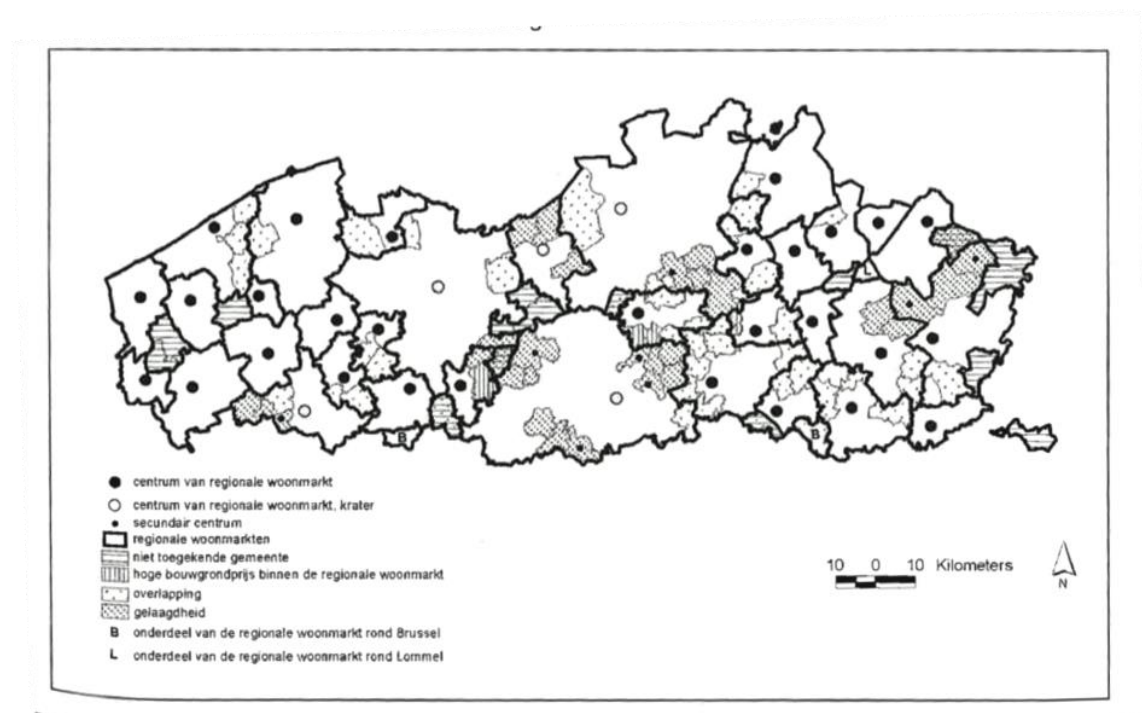 L
B
B
centrum van regionale woonmarkt
centrum van regionale woonmarkt, krater
secundair centrum
regionale woonmarkten
niet toegekende gemeente
hoge bouwgrondprijs binnen de regionale woonmarkt
overlapping
gelaagdheid
B onderdeel van de regionale woonmarkt rond Brussel
L onderdeel van de regionale woonmarkt rond Lommel
10 0 10 Kilometers
N